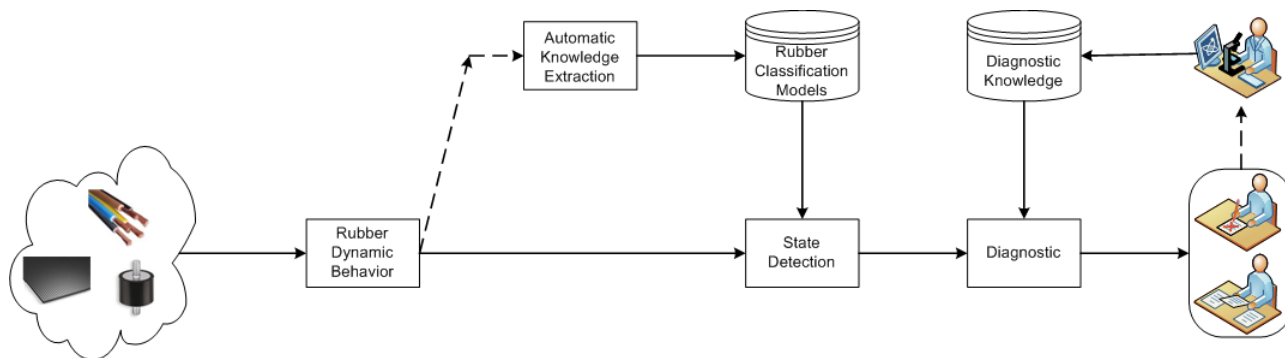 Automatic
Knowledge
Extraction
Rubber
Classification
Models
Diagnostic
Knowledge
Rubber
Dynamic
Behavior
State
Detection
Diagnostic